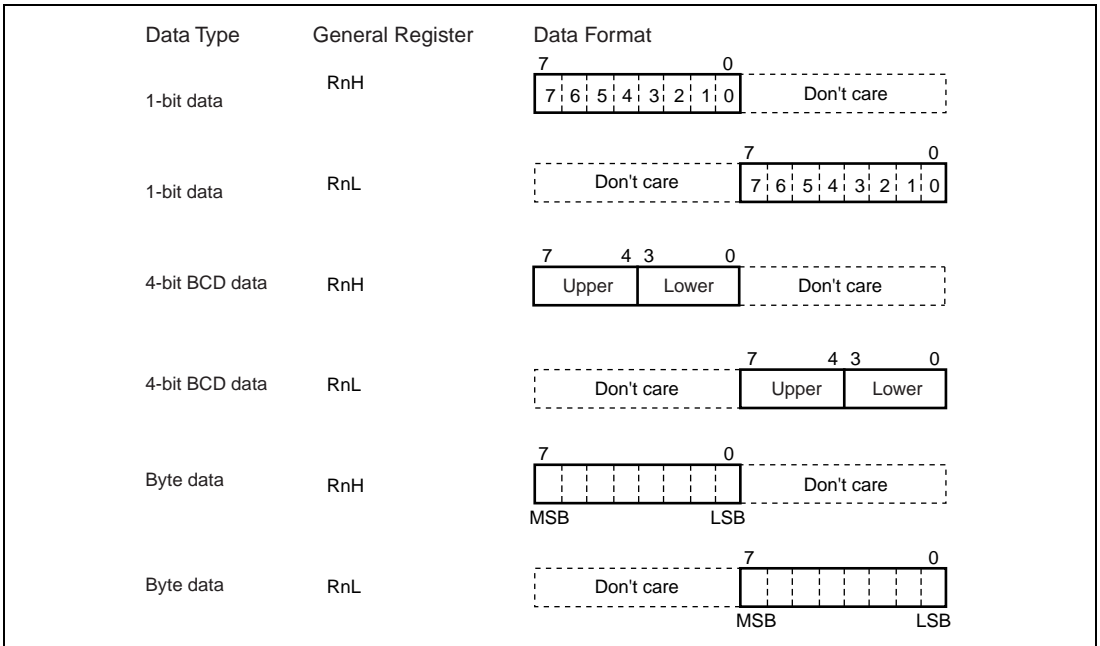 Data Type General Register Data Format
7 0
1-bit data RnH 7 6 5 4 3 2 1 0 Don't care
7 0
1-bit data RnL Don't care 7 6 5 4 3 2 1 0
7 4 3 0
4-bit BCD data RnH Upper Lower Don't care
7 4 3 0
4-bit BCD data RnL Don't care Upper Lower
7 0
Byte data RnH Don't care
MSB LSB
7 0
Byte data RnL Don't care
MSB LSB